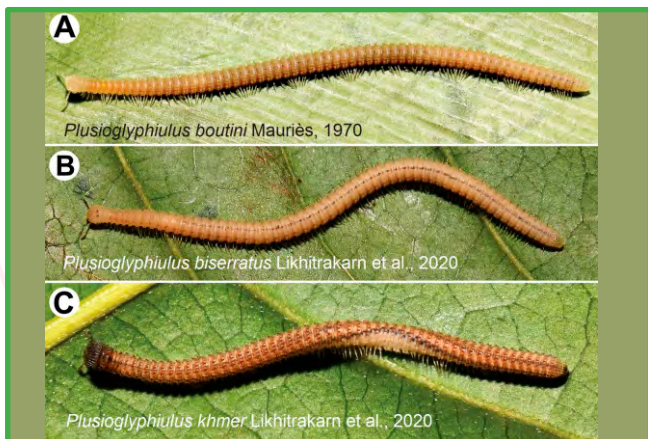 A
Plusioglyphiulus boutini Mauriès, 1970
B
Plusioglyphiulus biserratus Likhitrakarn et al., 2020
C
Plusioglyphiulus khmer Likhitrakarn et al., 2020